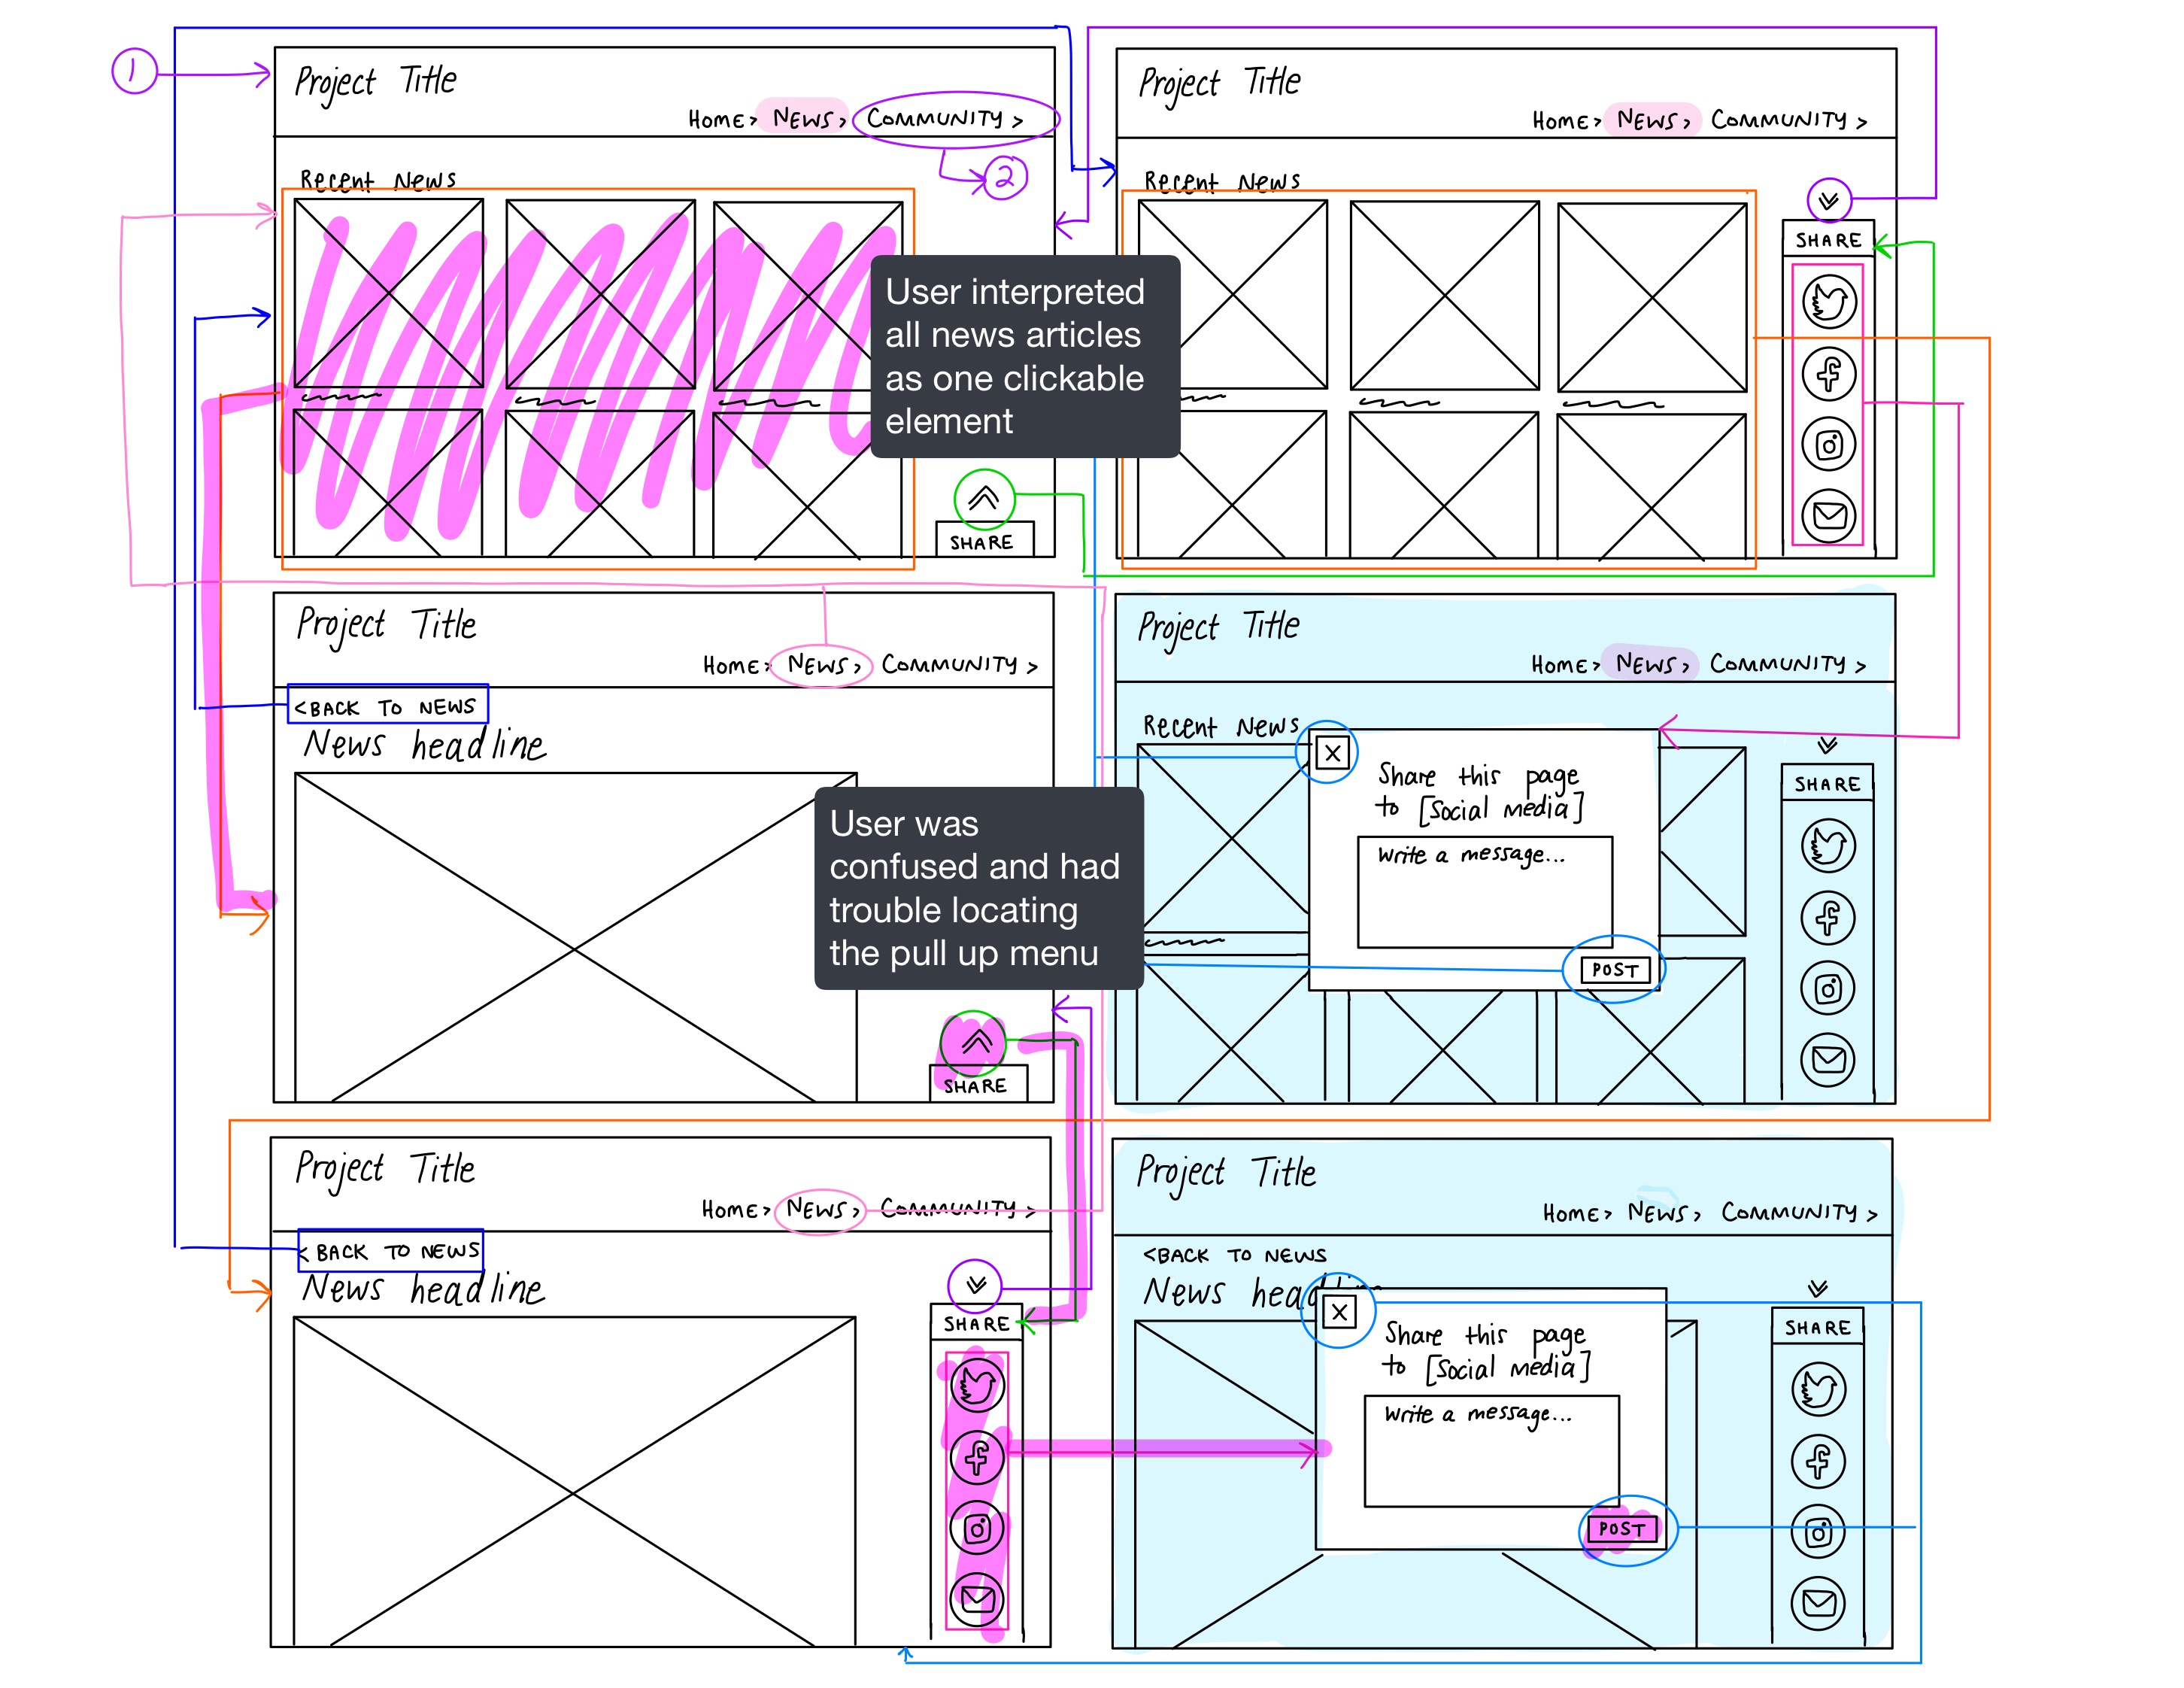 1
Project Title
Home > News > Community >
2
Recent News
SHARE
Project Title
Home > News > Community >
Recent News
SHARE
User interpreted
all news articles
as one clickable
element
Project Title
Home > News > Community >
< BACK TO NEWS
News headline
SHARE
User was
confused and had
trouble locating
the pull up menu
Project Title
Home > News > Community >
Recent News
X
Share this page
to [Social media]
Write a message...
POST
SHARE
Project Title
Home > News > Community >
< BACK TO NEWS
News headline
SHARE
Project Title
Home > News > Community >
<BACK TO NEWS
News headline
X
Share this page
to [Social media]
Write a message...
POST
SHARE